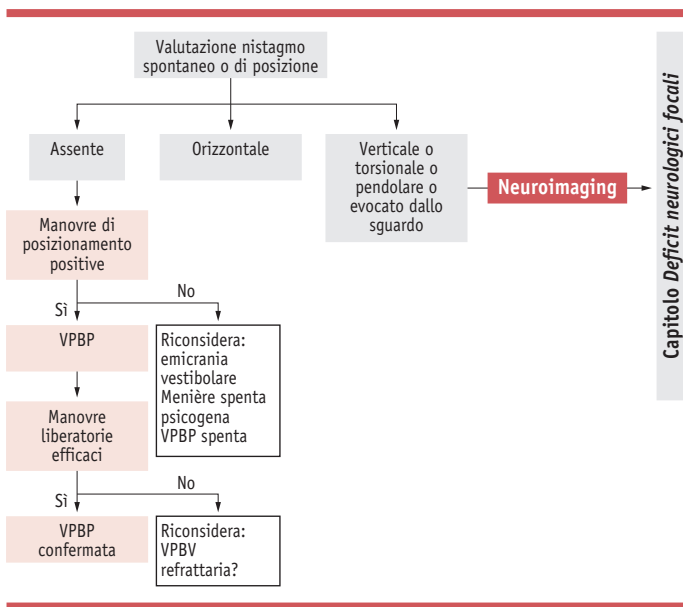 Valutazione nistagmo
spontaneo o di posizione
Assente
Orizzontale
Verticale o
torsionale o
pendolare o
evocato dallo
sguardo
Neuroimaging
Capitolo Deficit neurologici focali
Manovre di
posizionamento
positive
Sì
No
VPBP
Riconsidera:
emicrania
vestibolare
Menière spenta
psicogena
VPBP spenta
Manovre
liberatorie
efficaci
Sì
No
VPBP
confermata
Riconsidera:
VPBV
refrattaria?